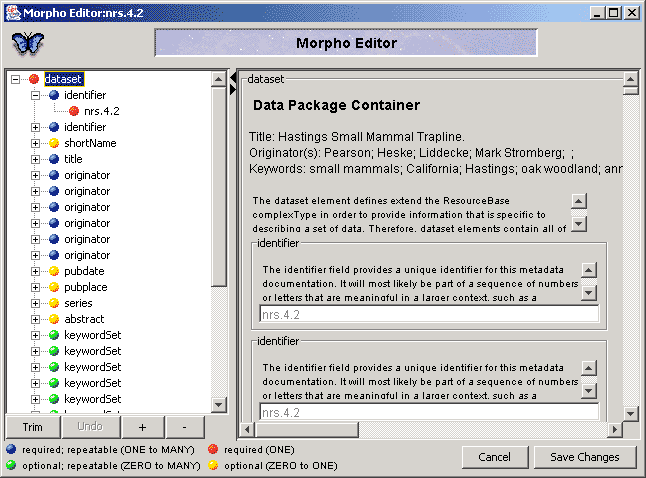 Morpho Editor:nrs.4.2
Morpho Editor
dataset
identifier
nrs.4.2
identifier
shortName
title
originator
originator
originator
originator
originator
originator
pubdate
pubplace
series
abstract
keywordSet
keywordSet
keywordSet
keywordSet
keywordSet
Trim
Undo
+
-
dataset
Data Package Container
Title: Hastings Small Mammal Trapline.
Originator(s): Pearson; Heske; Liddecke; Mark Stromberg; ;
Keywords: small mammals; California; Hastings; oak woodland; ann
The dataset element defines extend the ResourceBase
complexType in order to provide information that is specific to
describing a set of data. Therefore, dataset elements contain all of
identifier
The identifier field provides a unique identifier for this metadata
documentation. It will most likely be part of a sequence of numbers
or letters that are meaningful in a larger context, such as a
nrs.4.2
identifier
The identifier field provides a unique identifier for this metadata
documentation. It will most likely be part of a sequence of numbers
or letters that are meaningful in a larger context, such as a
nrs.4.2
required; repeatable (ONE to MANY)
required (ONE)
optional; repeatable (ZERO to MANY)
optional (ZERO to ONE)
Cancel
Save Changes